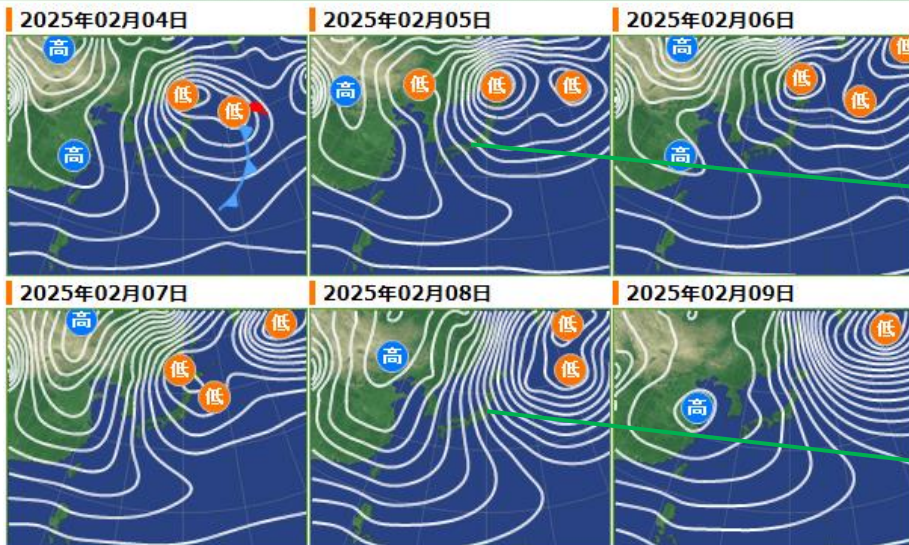 2025年02月04日
2025年02月05日
2025年02月06日
高
低
低
高
高
低
低
低
高
低
低
低
高
2025年02月07日
2025年02月08日
2025年02月09日
高
低
低
低
高
低
低
高
低